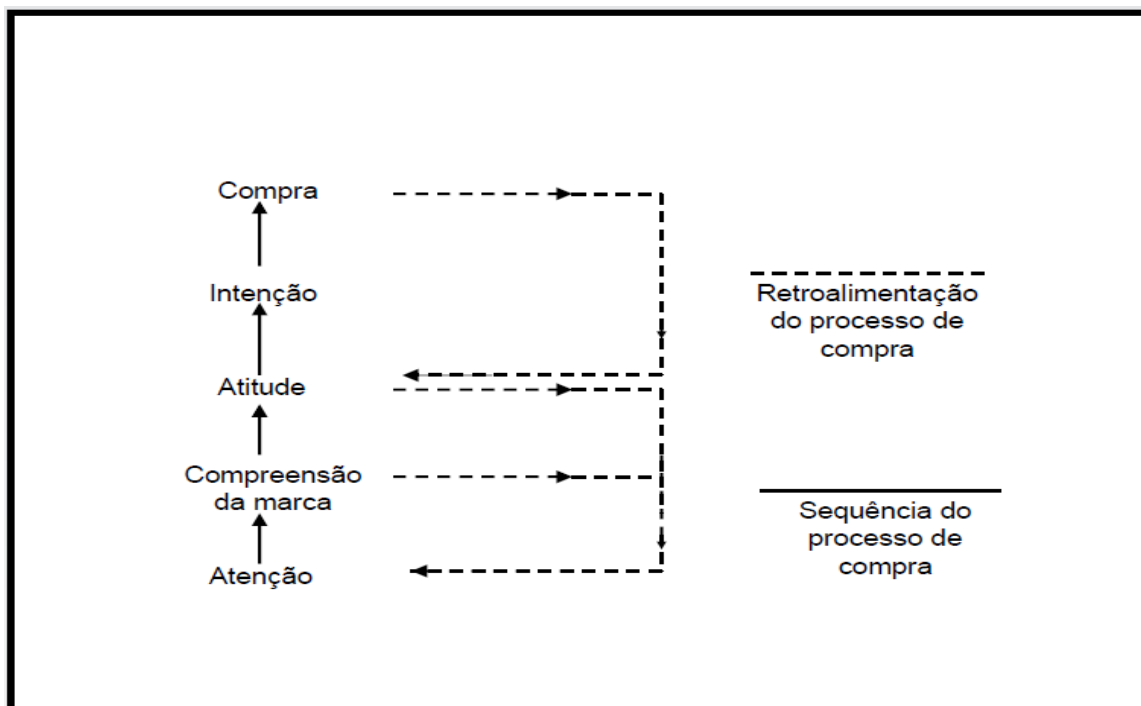 Compra
Intenção
Atitude
Compreensão
da marca
Atenção
Retroalimentação
do processo de
compra
Sequência do
processo de
compra